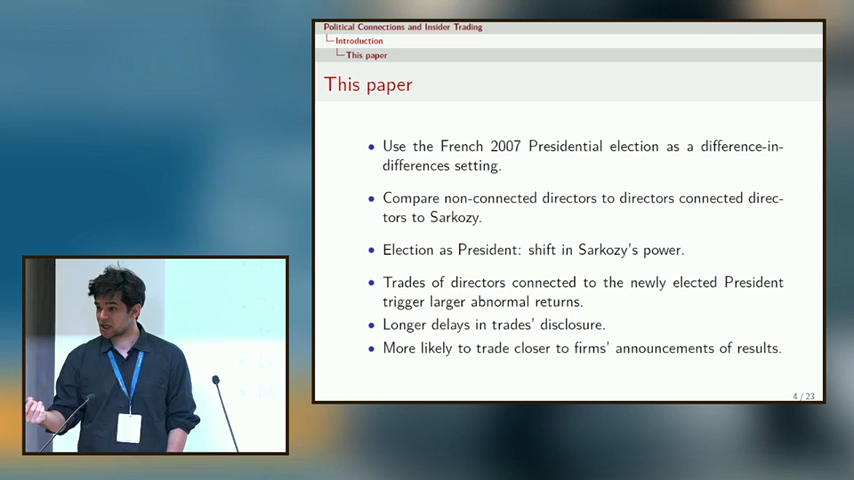 Political Connections and Insider Trading
Introduction
This paper
This paper
• Use the French 2007 Presidential election as a difference-in-
differences setting.
• Compare non-connected directors to directors connected direc-
tors to Sarkozy.
• Election as President: shift in Sarkozy's power.
• Trades of directors connected to the newly elected President
trigger larger abnormal returns.
• Longer delays in trades' disclosure.
• More likely to trade closer to firms' announcements of results.
4 / 23